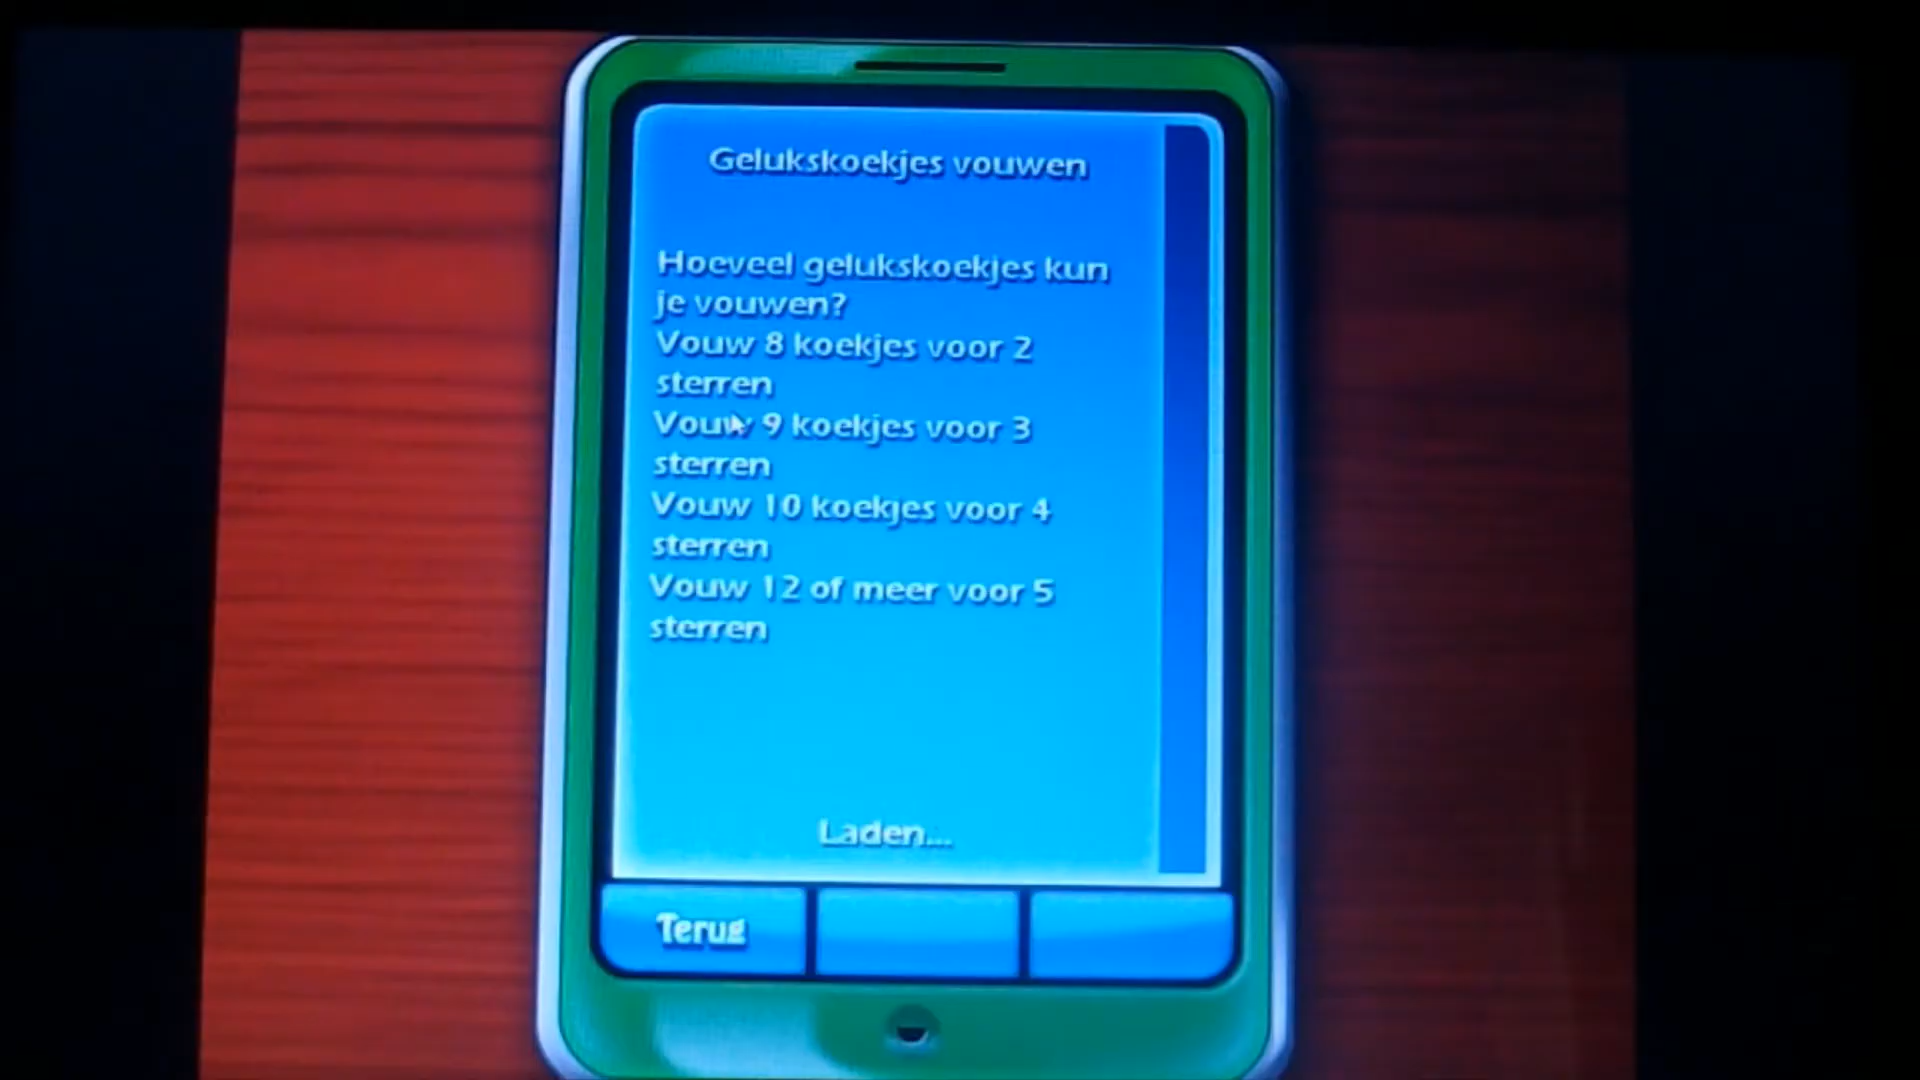 Gelukskoekjes vouwen
Hoeveel gelukskoekjes kun
je vouwen?
Vouw 8 koekjes voor 2
sterren
Vouw 9 koekjes voor 3
sterren
Vouw 10 koekjes voor 4
sterren
Vouw 12 of meer voor 5
sterren
Laden...
Terug